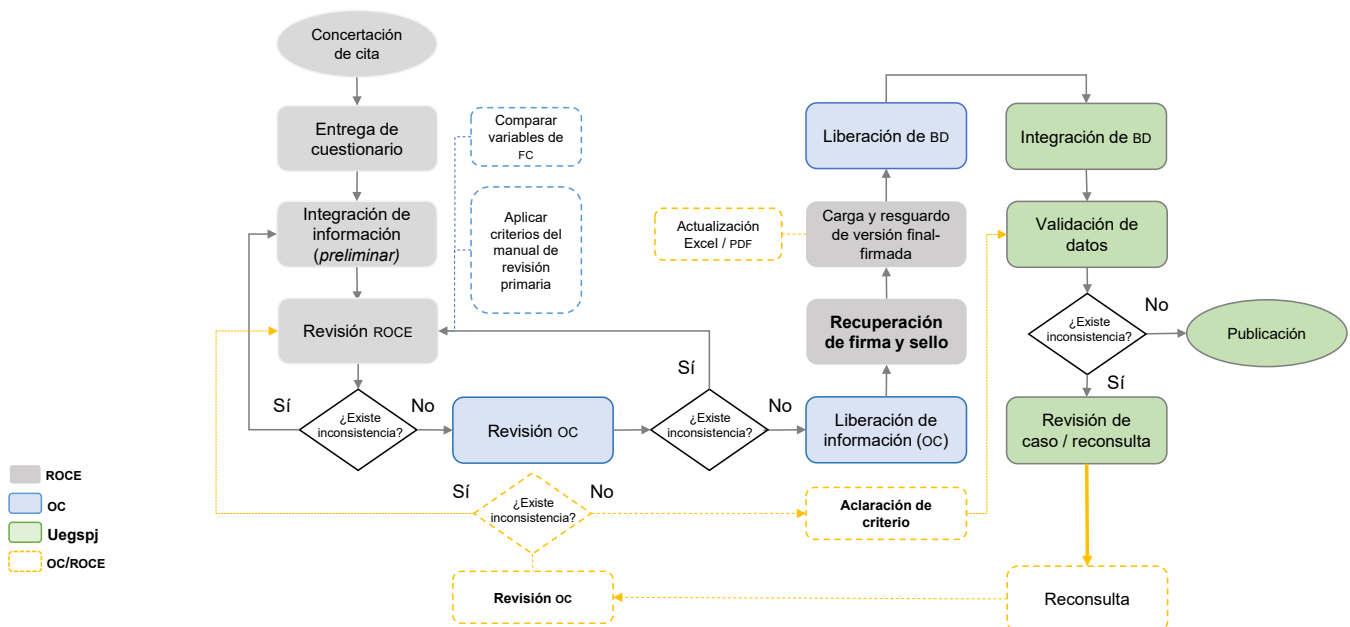 Concertación
de cita
Entrega de
cuestionario
Integración de
información
(preliminar)
Revisión ROCE
Comparar
variables de
FC
Aplicar
criterios del
manual de
revisión
primaria
¿Existe
inconsistencia?
Sí
No
Revisión OC
¿Existe
inconsistencia?
Sí
No
Liberación de
información (OC)
Recuperación
de firma y sello
Carga y resguardo
de versión final-
firmada
Actualización
Excel / PDF
Liberación de BD
Integración de BD
Validación de
datos
¿Existe
inconsistencia?
No
Publicación
Sí
Revisión de
caso / reconsulta
Reconsulta
Revisión OC
¿Existe
inconsistencia?
Sí
No
Aclaración de
criterio
ROCE
OC
Uegspj
OC/ROCE